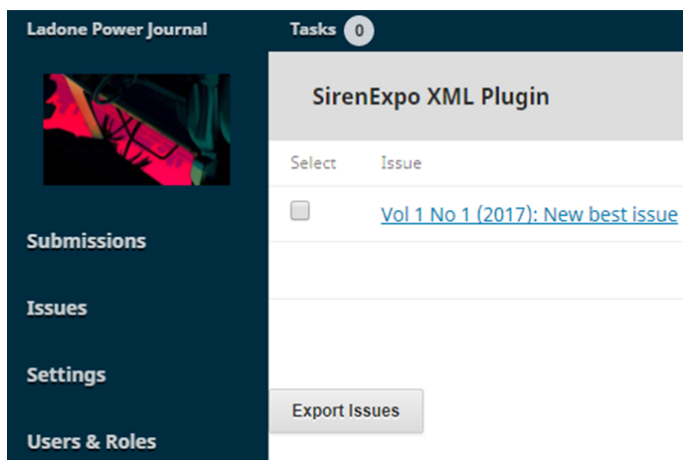 Ladone Power Journal
Tasks 0
SirenExpo XML Plugin
Select Issue
Vol 1 No 1 (2017): New best issue
Submissions
Issues
Settings
Users & Roles
Export Issues